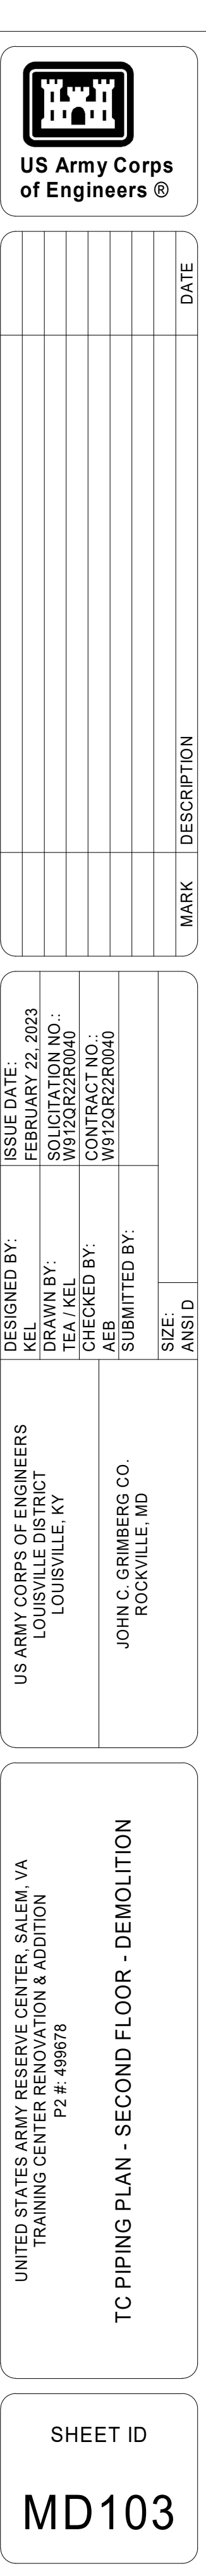 US Army Corps
of Engineers ®
DATE
DESCRIPTION
MARK
ISSUE DATE:
FEBRUARY 22, 2023
SOLICITATION NO.:
W912QR22R0040
CONTRACT NO.:
W912QR22R0040
DESIGNED BY:
KEL
DRAWN BY:
TEA / KEL
CHECKED BY:
AEB
SUBMITTED BY:
SIZE:
ANSI D
US ARMY CORPS OF ENGINEERS
LOUISVILLE DISTRICT
LOUISVILLE, KY
JOHN C. GRIMBERG CO.
ROCKVILLE, MD
UNITED STATES ARMY RESERVE CENTER, SALEM, VA
TRAINING CENTER RENOVATION & ADDITION
P2 #: 499678
TC PIPING PLAN - SECOND FLOOR - DEMOLITION
SHEET ID
MD103